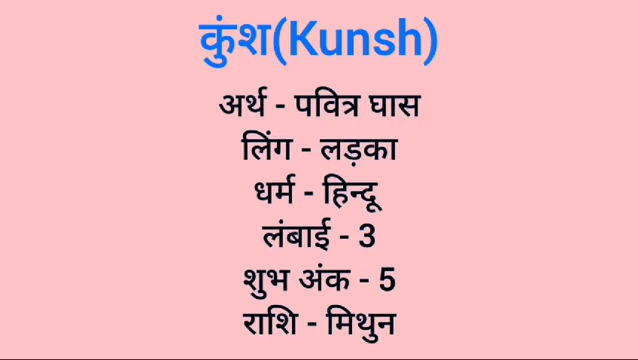 कुंश(Kunsh)
अर्थ - पवित्र घास
लिंग - लड़का
धर्म - हिन्दू
लंबाई - 3
शुभ अंक - 5
राशि - मिथुन